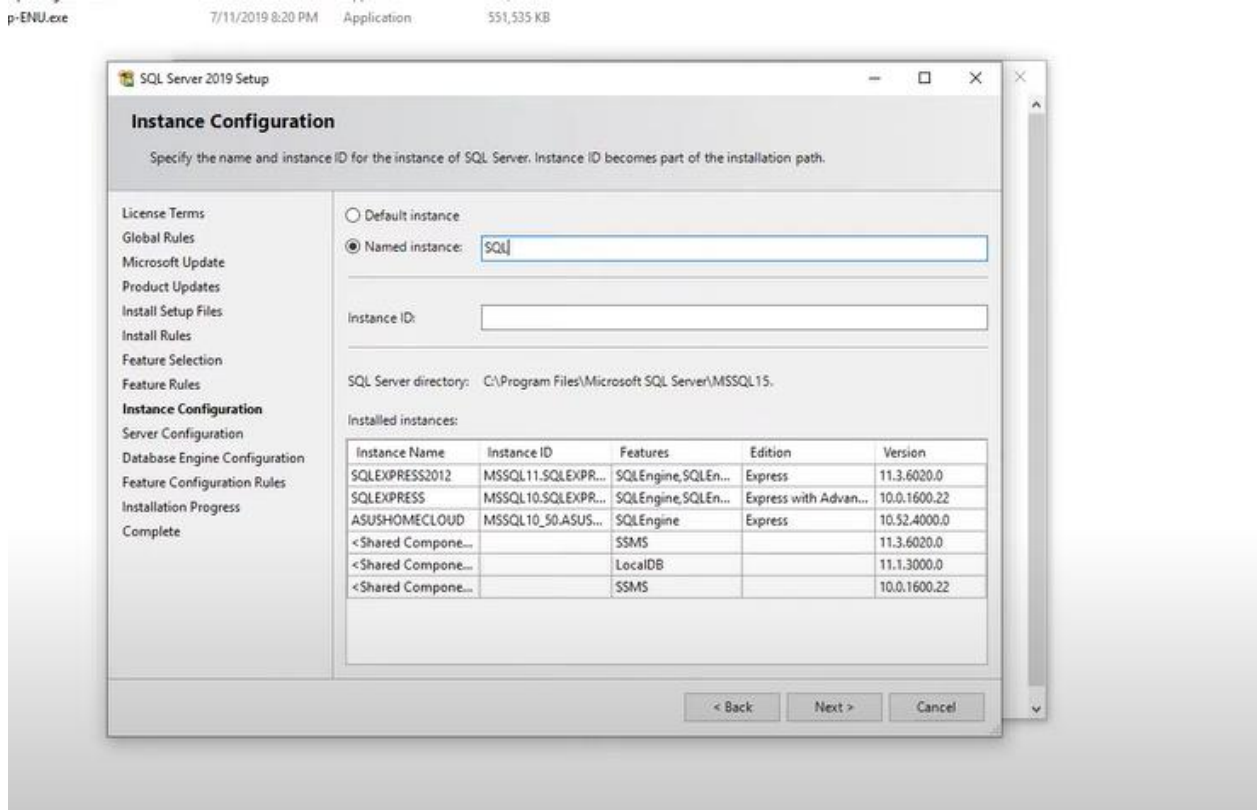 p-ENU.exe 7/11/2019 8:20 PM Application 551,535 KB
SQL Server 2019 Setup
Instance Configuration
Specify the name and instance ID for the instance of SQL Server. Instance ID becomes part of the installation path.
License Terms
Global Rules
Microsoft Update
Product Updates
Install Setup Files
Install Rules
Feature Selection
Feature Rules
Instance Configuration
Server Configuration
Database Engine Configuration
Feature Configuration Rules
Installation Progress
Complete
Default instance
Named instance: SQL
Instance ID:
SQL Server directory: C:\Program Files\Microsoft SQL Server\MSSQL15.
Installed instances:
Instance Name Instance ID Features Edition Version
SQLEXPRESS2012 MSSQL11.SQLEXPR... SQLEngine,SQLEn... Express 11.3.6020.0
SQLEXPRESS MSSQL10.SQLEXPR... SQLEngine,SQLEn... Express with Advan... 10.0.1600.22
ASUSHOMECLOUD MSSQL10_50.ASUS... SQLEngine Express 10.52.4000.0
<Shared Compone... SSMS 11.3.6020.0
<Shared Compone... LocalDB 11.1.3000.0
<Shared Compone... SSMS 10.0.1600.22
< Back Next > Cancel